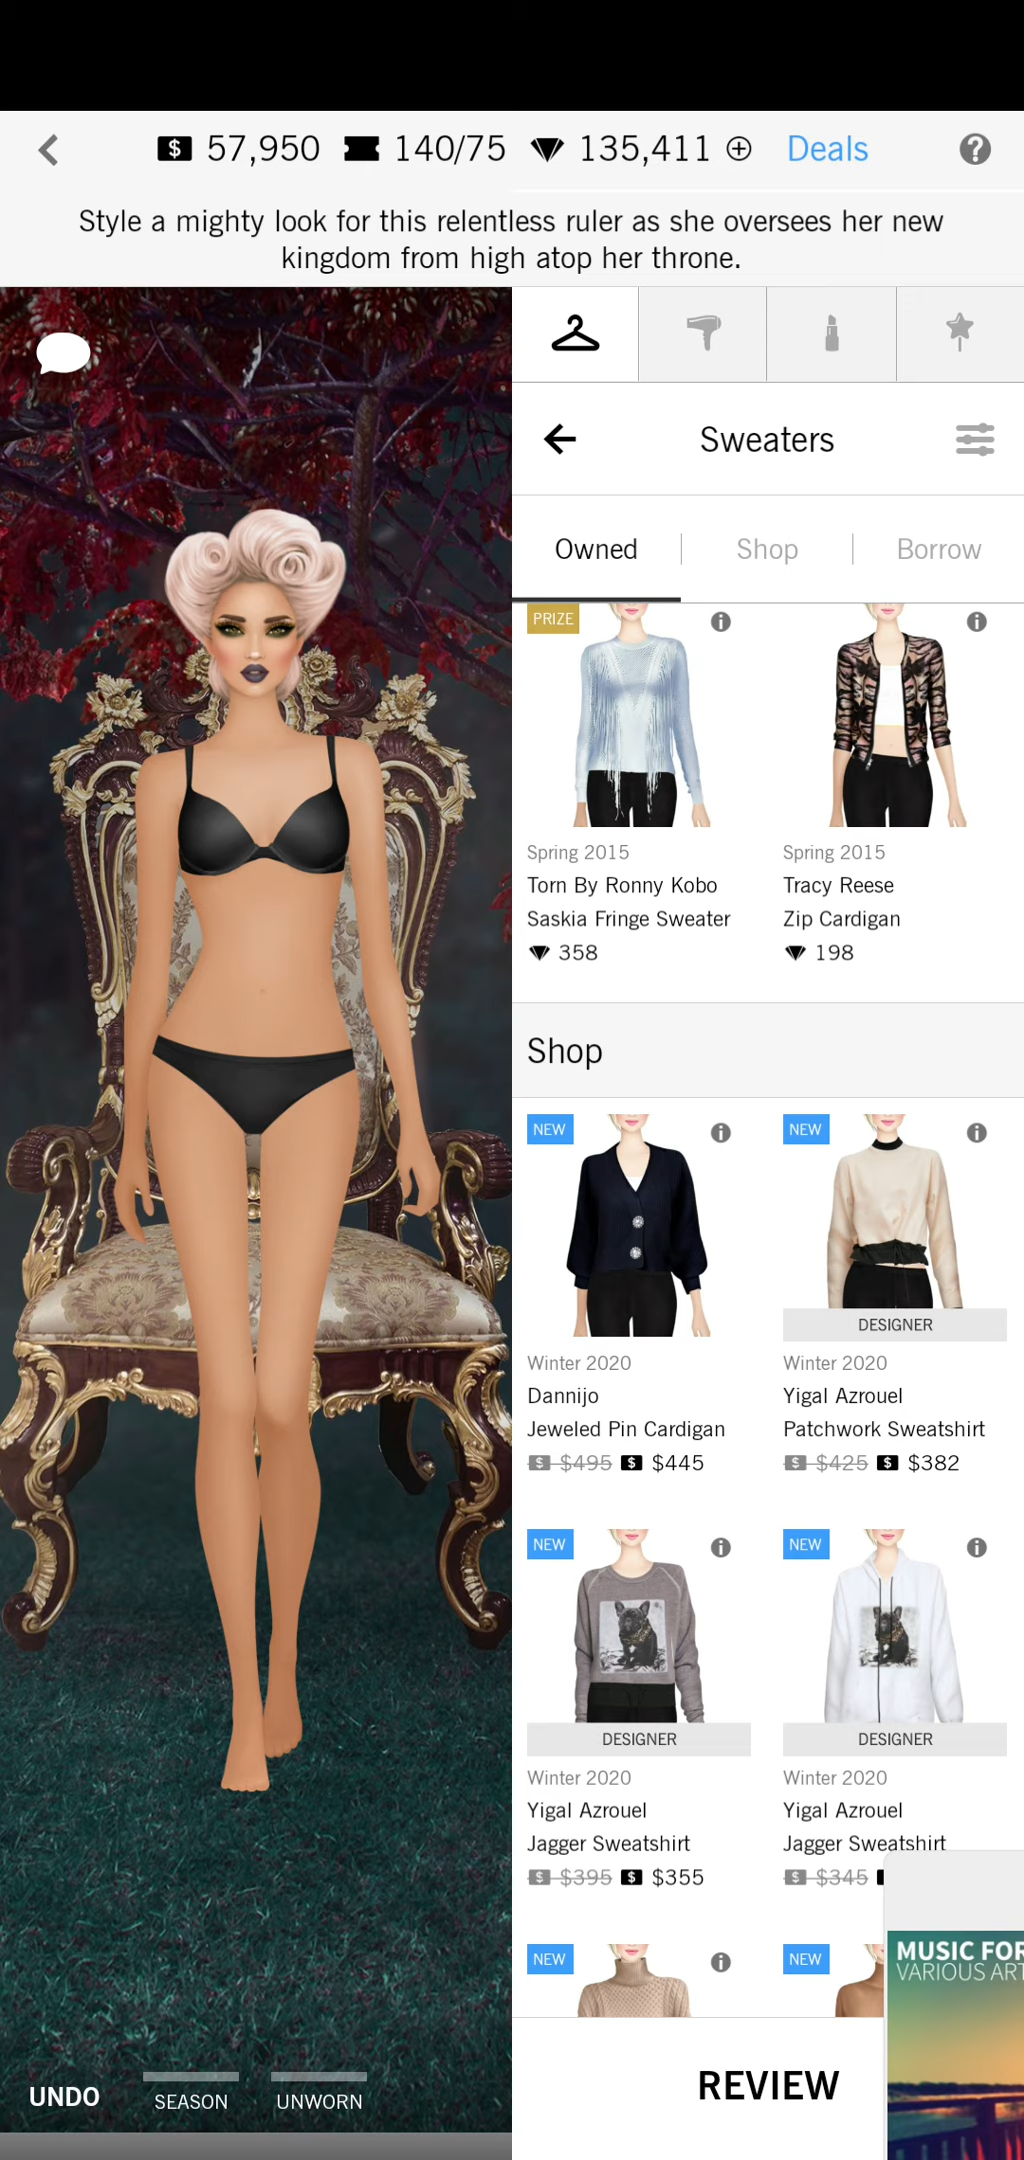 57,950
140/75
135,411
Deals
Style a mighty look for this relentless ruler as she oversees her new
kingdom from high atop her throne.
Sweaters
Owned
Shop
Borrow
PRIZE
Spring 2015
Torn By Ronny Kobo
Saskia Fringe Sweater
358
Spring 2015
Tracy Reese
Zip Cardigan
198
Shop
NEW
Winter 2020
Dannijo
Jeweled Pin Cardigan
$495 $445
NEW
DESIGNER
Winter 2020
Yigal Azrouel
Patchwork Sweatshirt
$425 $382
NEW
DESIGNER
Winter 2020
Yigal Azrouel
Jagger Sweatshirt
$395 $355
NEW
DESIGNER
Winter 2020
Yigal Azrouel
Jagger Sweatshirt
$345
NEW
NEW
MUSIC FOR
VARIOUS ART
UNDO
SEASON
UNWORN
REVIEW